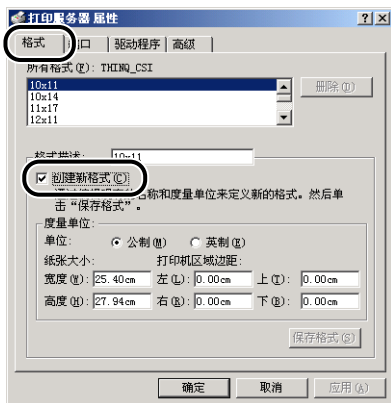 打印服务器 属性
格式 端口 驱动程序 高级
所有格式(F): THINQ_CSI
10x11
10x14
11x17
12x11
删除(D)
格式描述: 10x11
创建新格式(C)
名称和度量单位来定义新的格式。然后单
击“保存格式”。
度量单位:
单位: 公制(M) 英制(E)
纸张大小: 打印机区域边距:
宽度(W): 25.40cm 左(L): 0.00cm 上(T): 0.00cm
高度(H): 27.94cm 右(R): 0.00cm 下(B): 0.00cm
保存格式(S)
确定 取消 应用(A)